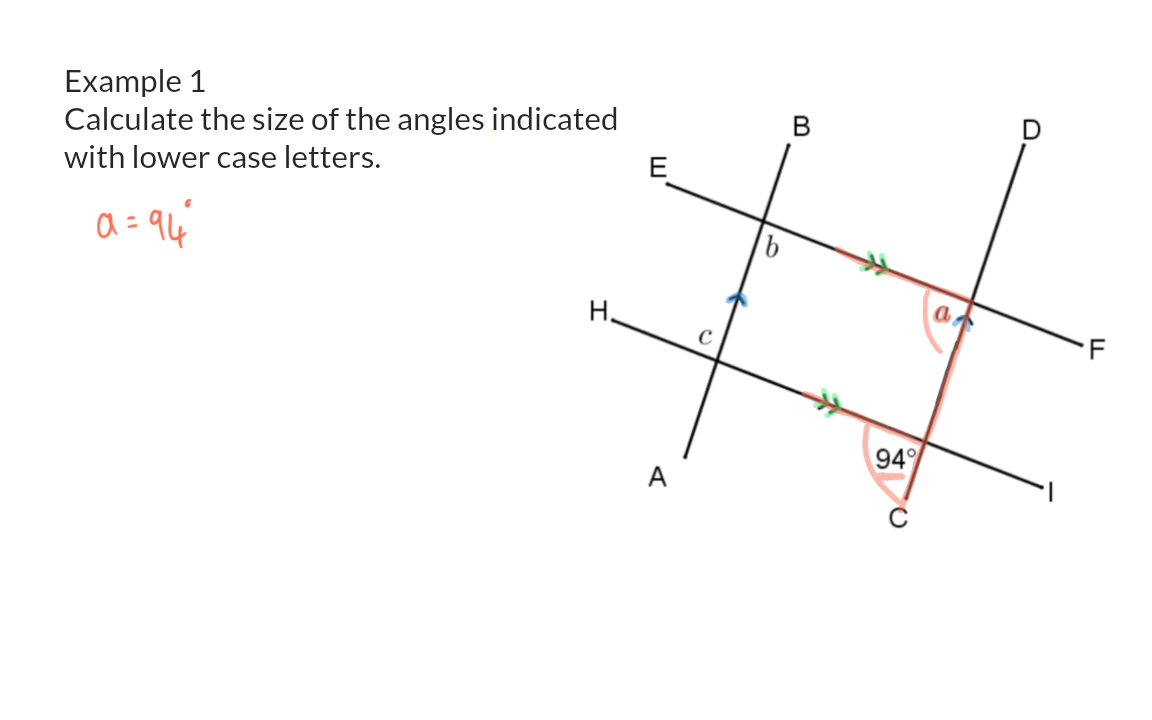 Example 1
Calculate the size of the angles indicated
with lower case letters.
a = 94°
B
D
E
b
H
a
c
F
94°
A
I
C